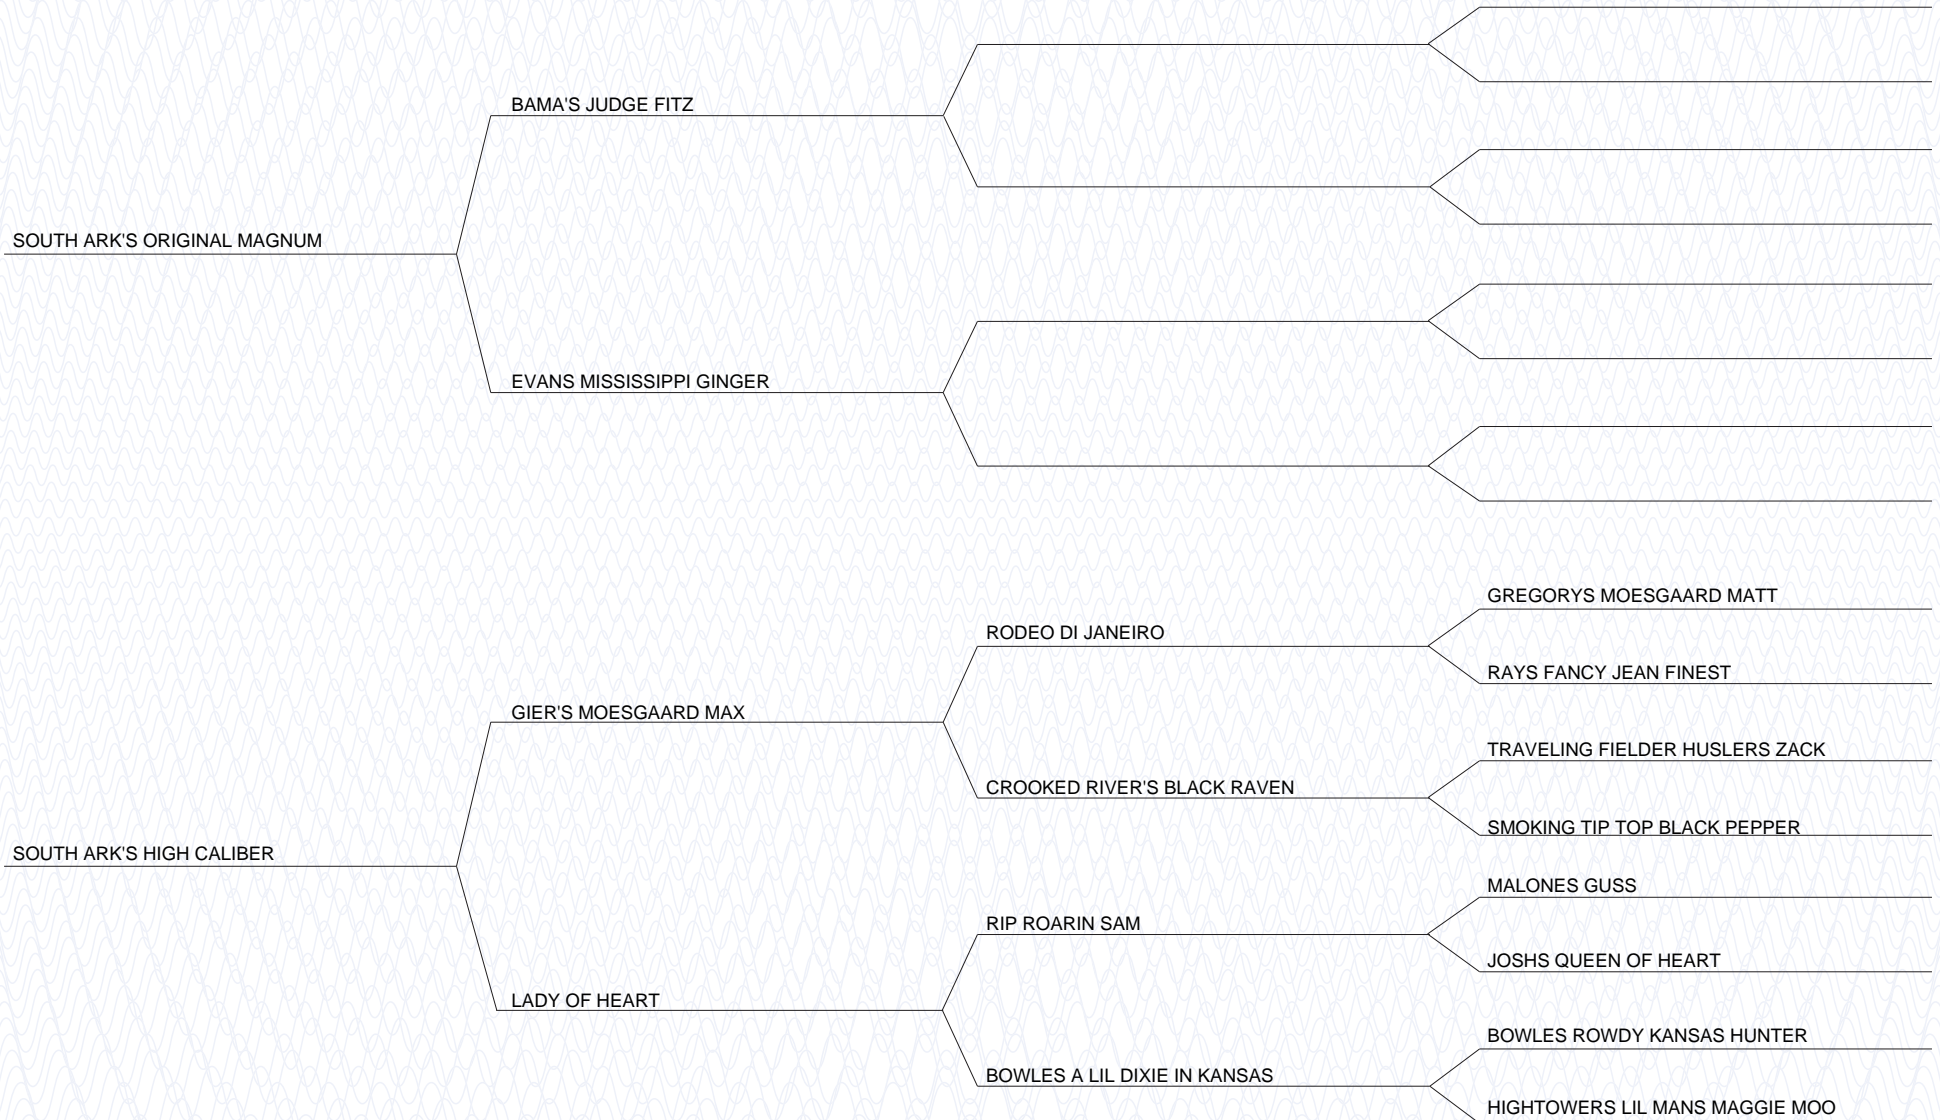 BAMA'S JUDGE FITZ
SOUTH ARK'S ORIGINAL MAGNUM
EVANS MISSISSIPPI GINGER
GREGORYS MOESGAARD MATT
RODEO DI JANEIRO
RAYS FANCY JEAN FINEST
GIER'S MOESGAARD MAX
TRAVELING FIELDER HUSLERS ZACK
CROOKED RIVER'S BLACK RAVEN
SMOKING TIP TOP BLACK PEPPER
SOUTH ARK'S HIGH CALIBER
MALONES GUSS
RIP ROARIN SAM
JOSHS QUEEN OF HEART
LADY OF HEART
BOWLES ROWDY KANSAS HUNTER
BOWLES A LIL DIXIE IN KANSAS
HIGHTOWERS LIL MANS MAGGIE MOO